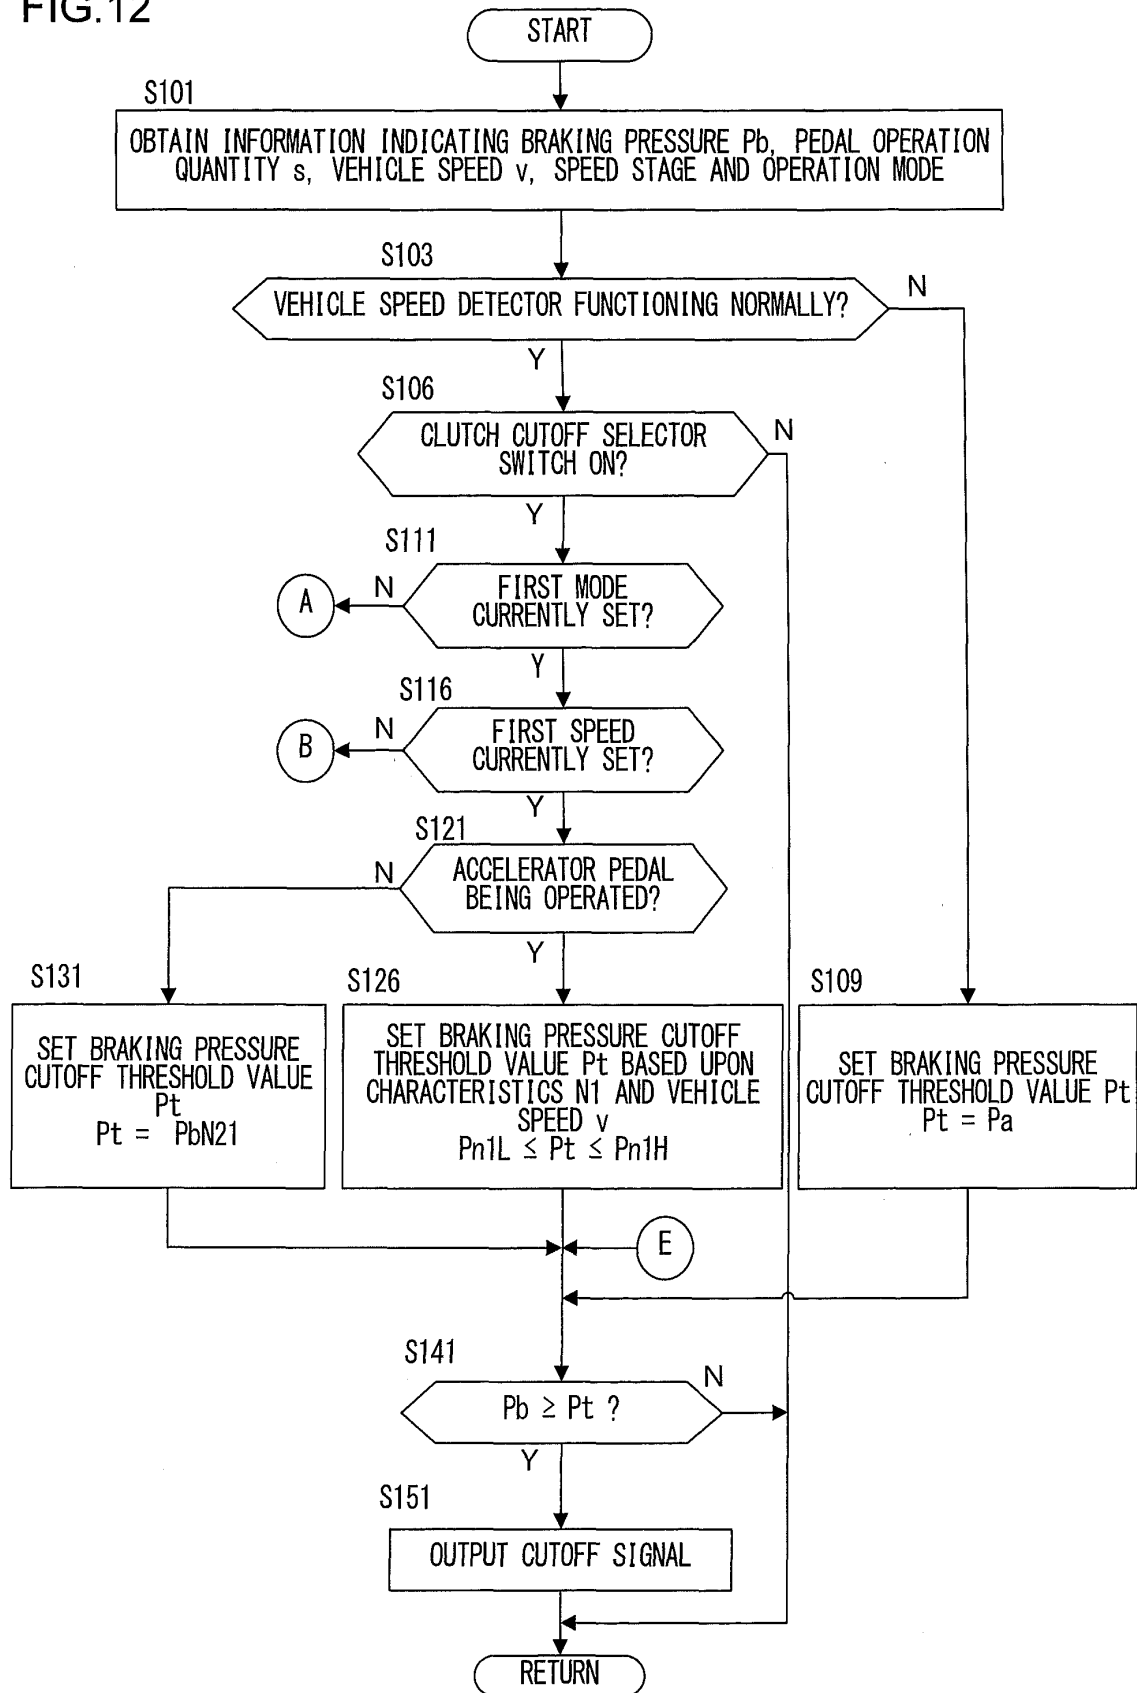 FIG.12
START
S101
OBTAIN INFORMATION INDICATING BRAKING PRESSURE Pb, PEDAL OPERATION
QUANTITY s, VEHICLE SPEED v, SPEED STAGE AND OPERATION MODE
S103
VEHICLE SPEED DETECTOR FUNCTIONING NORMALLY?
N
Y
S106
CLUTCH CUTOFF SELECTOR
SWITCH ON?
N
Y
S111
FIRST MODE
CURRENTLY SET?
N
A
Y
S116
FIRST SPEED
CURRENTLY SET?
N
B
Y
S121
ACCELERATOR PEDAL
BEING OPERATED?
N
Y
S131
SET BRAKING PRESSURE
CUTOFF THRESHOLD VALUE
Pt
Pt = PbN21
S126
SET BRAKING PRESSURE CUTOFF
THRESHOLD VALUE Pt BASED UPON
CHARACTERISTICS N1 AND VEHICLE
SPEED v
Pn1L ≤ Pt ≤ Pn1H
S109
SET BRAKING PRESSURE
CUTOFF THRESHOLD VALUE Pt
Pt = Pa
E
S141
Pb ≥ Pt ?
N
Y
S151
OUTPUT CUTOFF SIGNAL
RETURN